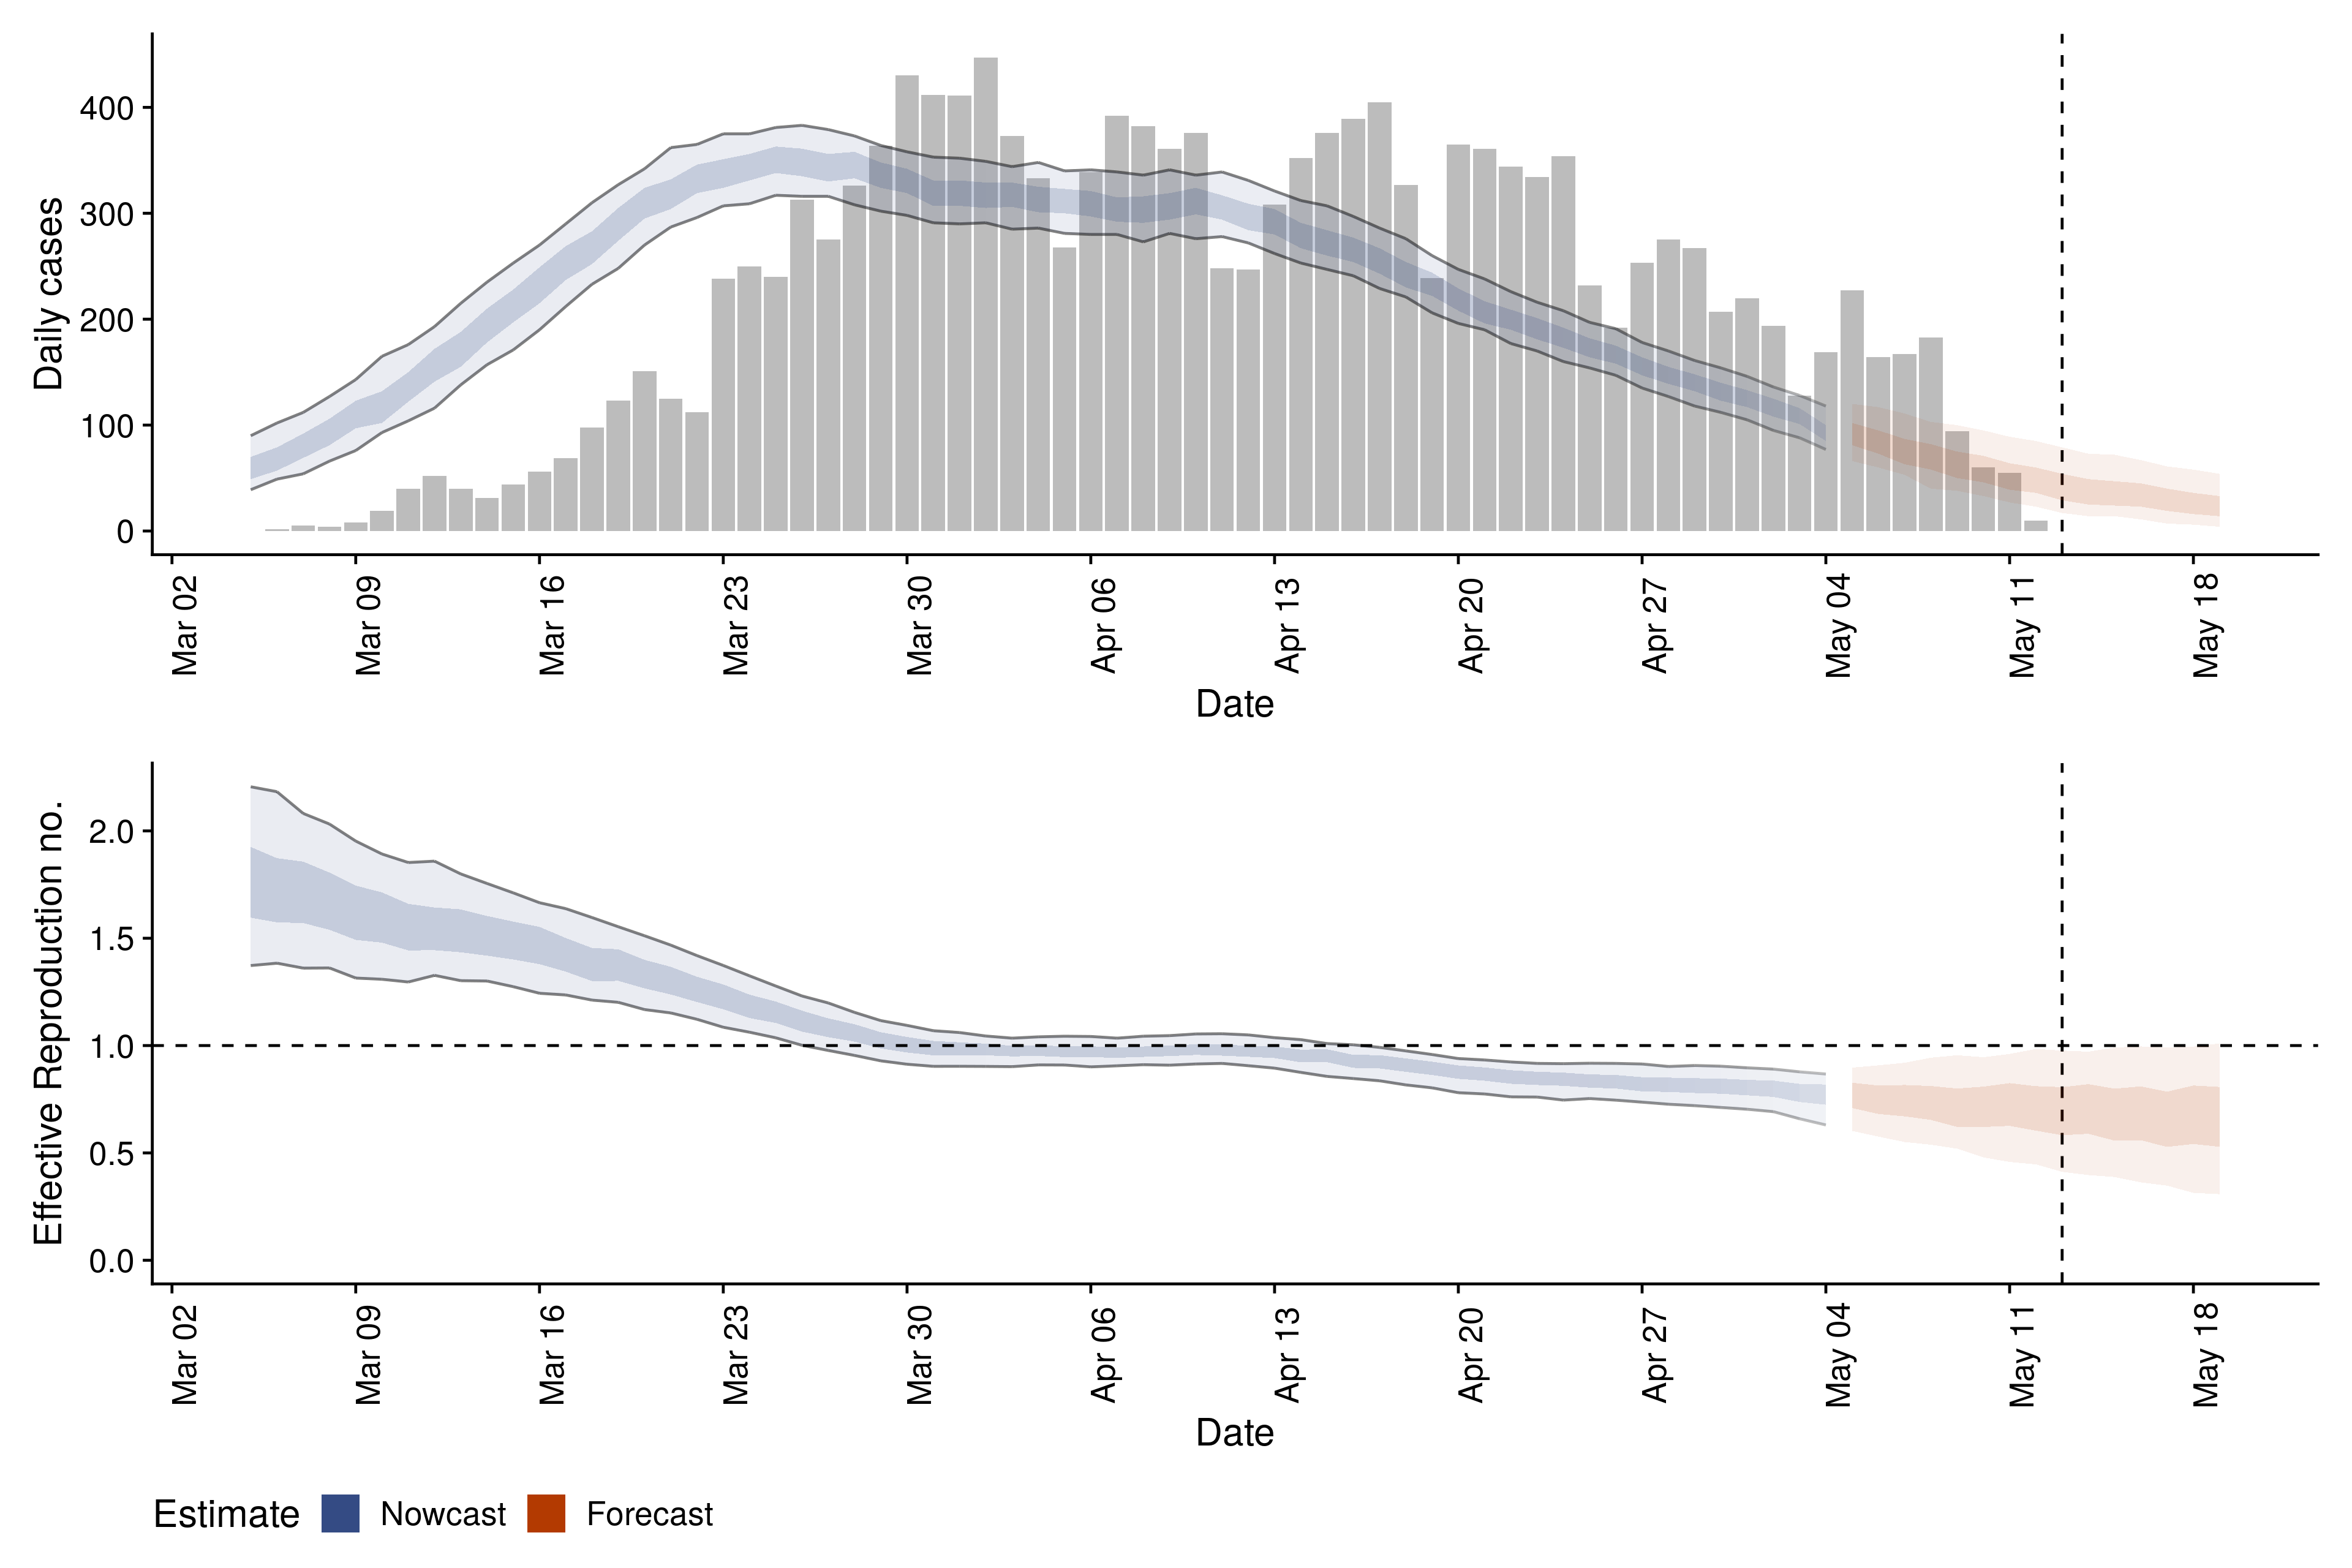 Daily cases
400
300
200
100
0
Mar 02
Mar 09
Mar 16
Mar 23
Mar 30
Apr 06
Apr 13
Apr 20
Apr 27
May 04
May 11
May 18
Date
Effective Reproduction no.
2.0
1.5
1.0
0.5
0.0
Mar 02
Mar 09
Mar 16
Mar 23
Mar 30
Apr 06
Apr 13
Apr 20
Apr 27
May 04
May 11
May 18
Date
Estimate Nowcast Forecast